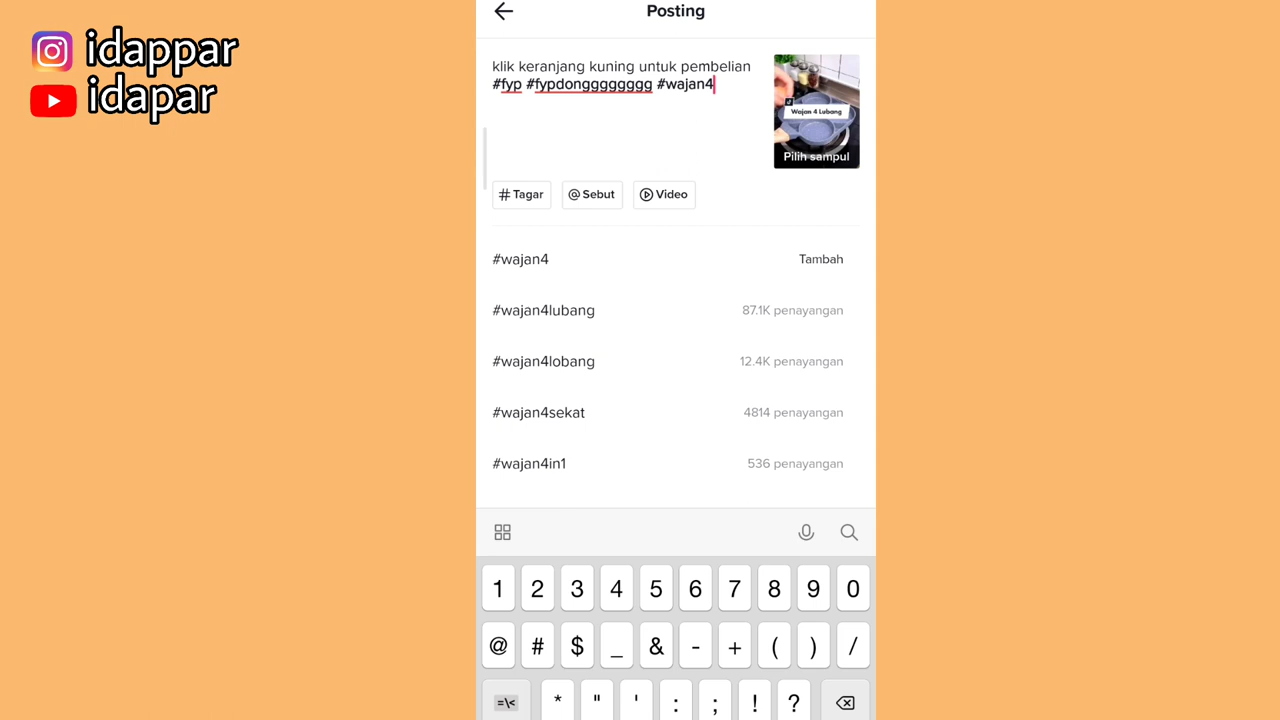 idappar
idapar
Posting
klik keranjang kuning untuk pembelian
#fyp #fypdonggggggggg #wajan4
Wajan 4 Lubang
Pilih sampul
# Tagar
@ Sebut
Video
#wajan4
Tambah
#wajan4lubang
87.1K penayangan
#wajan4lobang
12.4K penayangan
#wajan4sekat
4814 penayangan
#wajan4in1
536 penayangan
1 2 3 4 5 6 7 8 9 0
@ # $ _ & - + ( ) /
=\< * " ' : ; ! ?